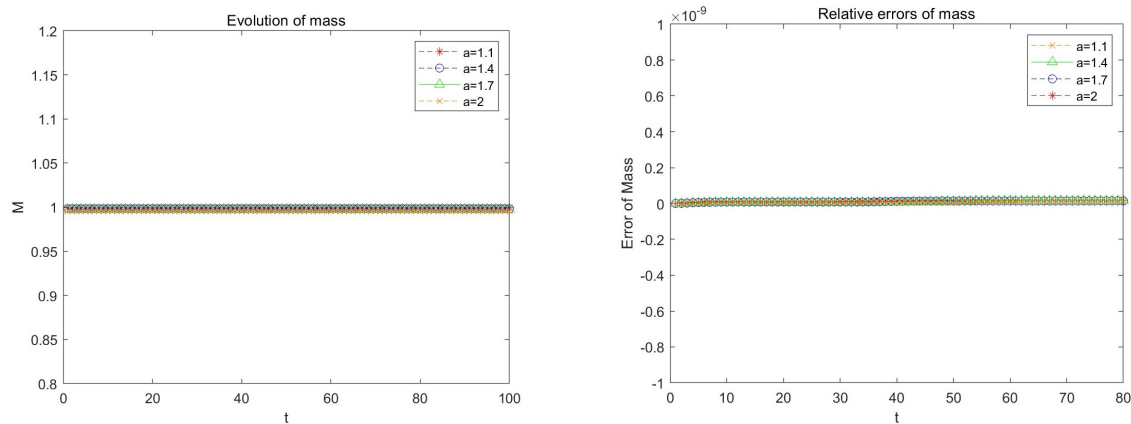 Evolution of mass
1.2
1.15
1.1
1.05
1
0.95
0.9
0.85
0.8
M
0 20 40 60 80 100
t
a=1.1
a=1.4
a=1.7
a=2
Relative errors of mass
×10⁻⁹
1
0.8
0.6
0.4
0.2
0
-0.2
-0.4
-0.6
-0.8
-1
Error of Mass
0 10 20 30 40 50 60 70 80
t
a=1.1
a=1.4
a=1.7
a=2